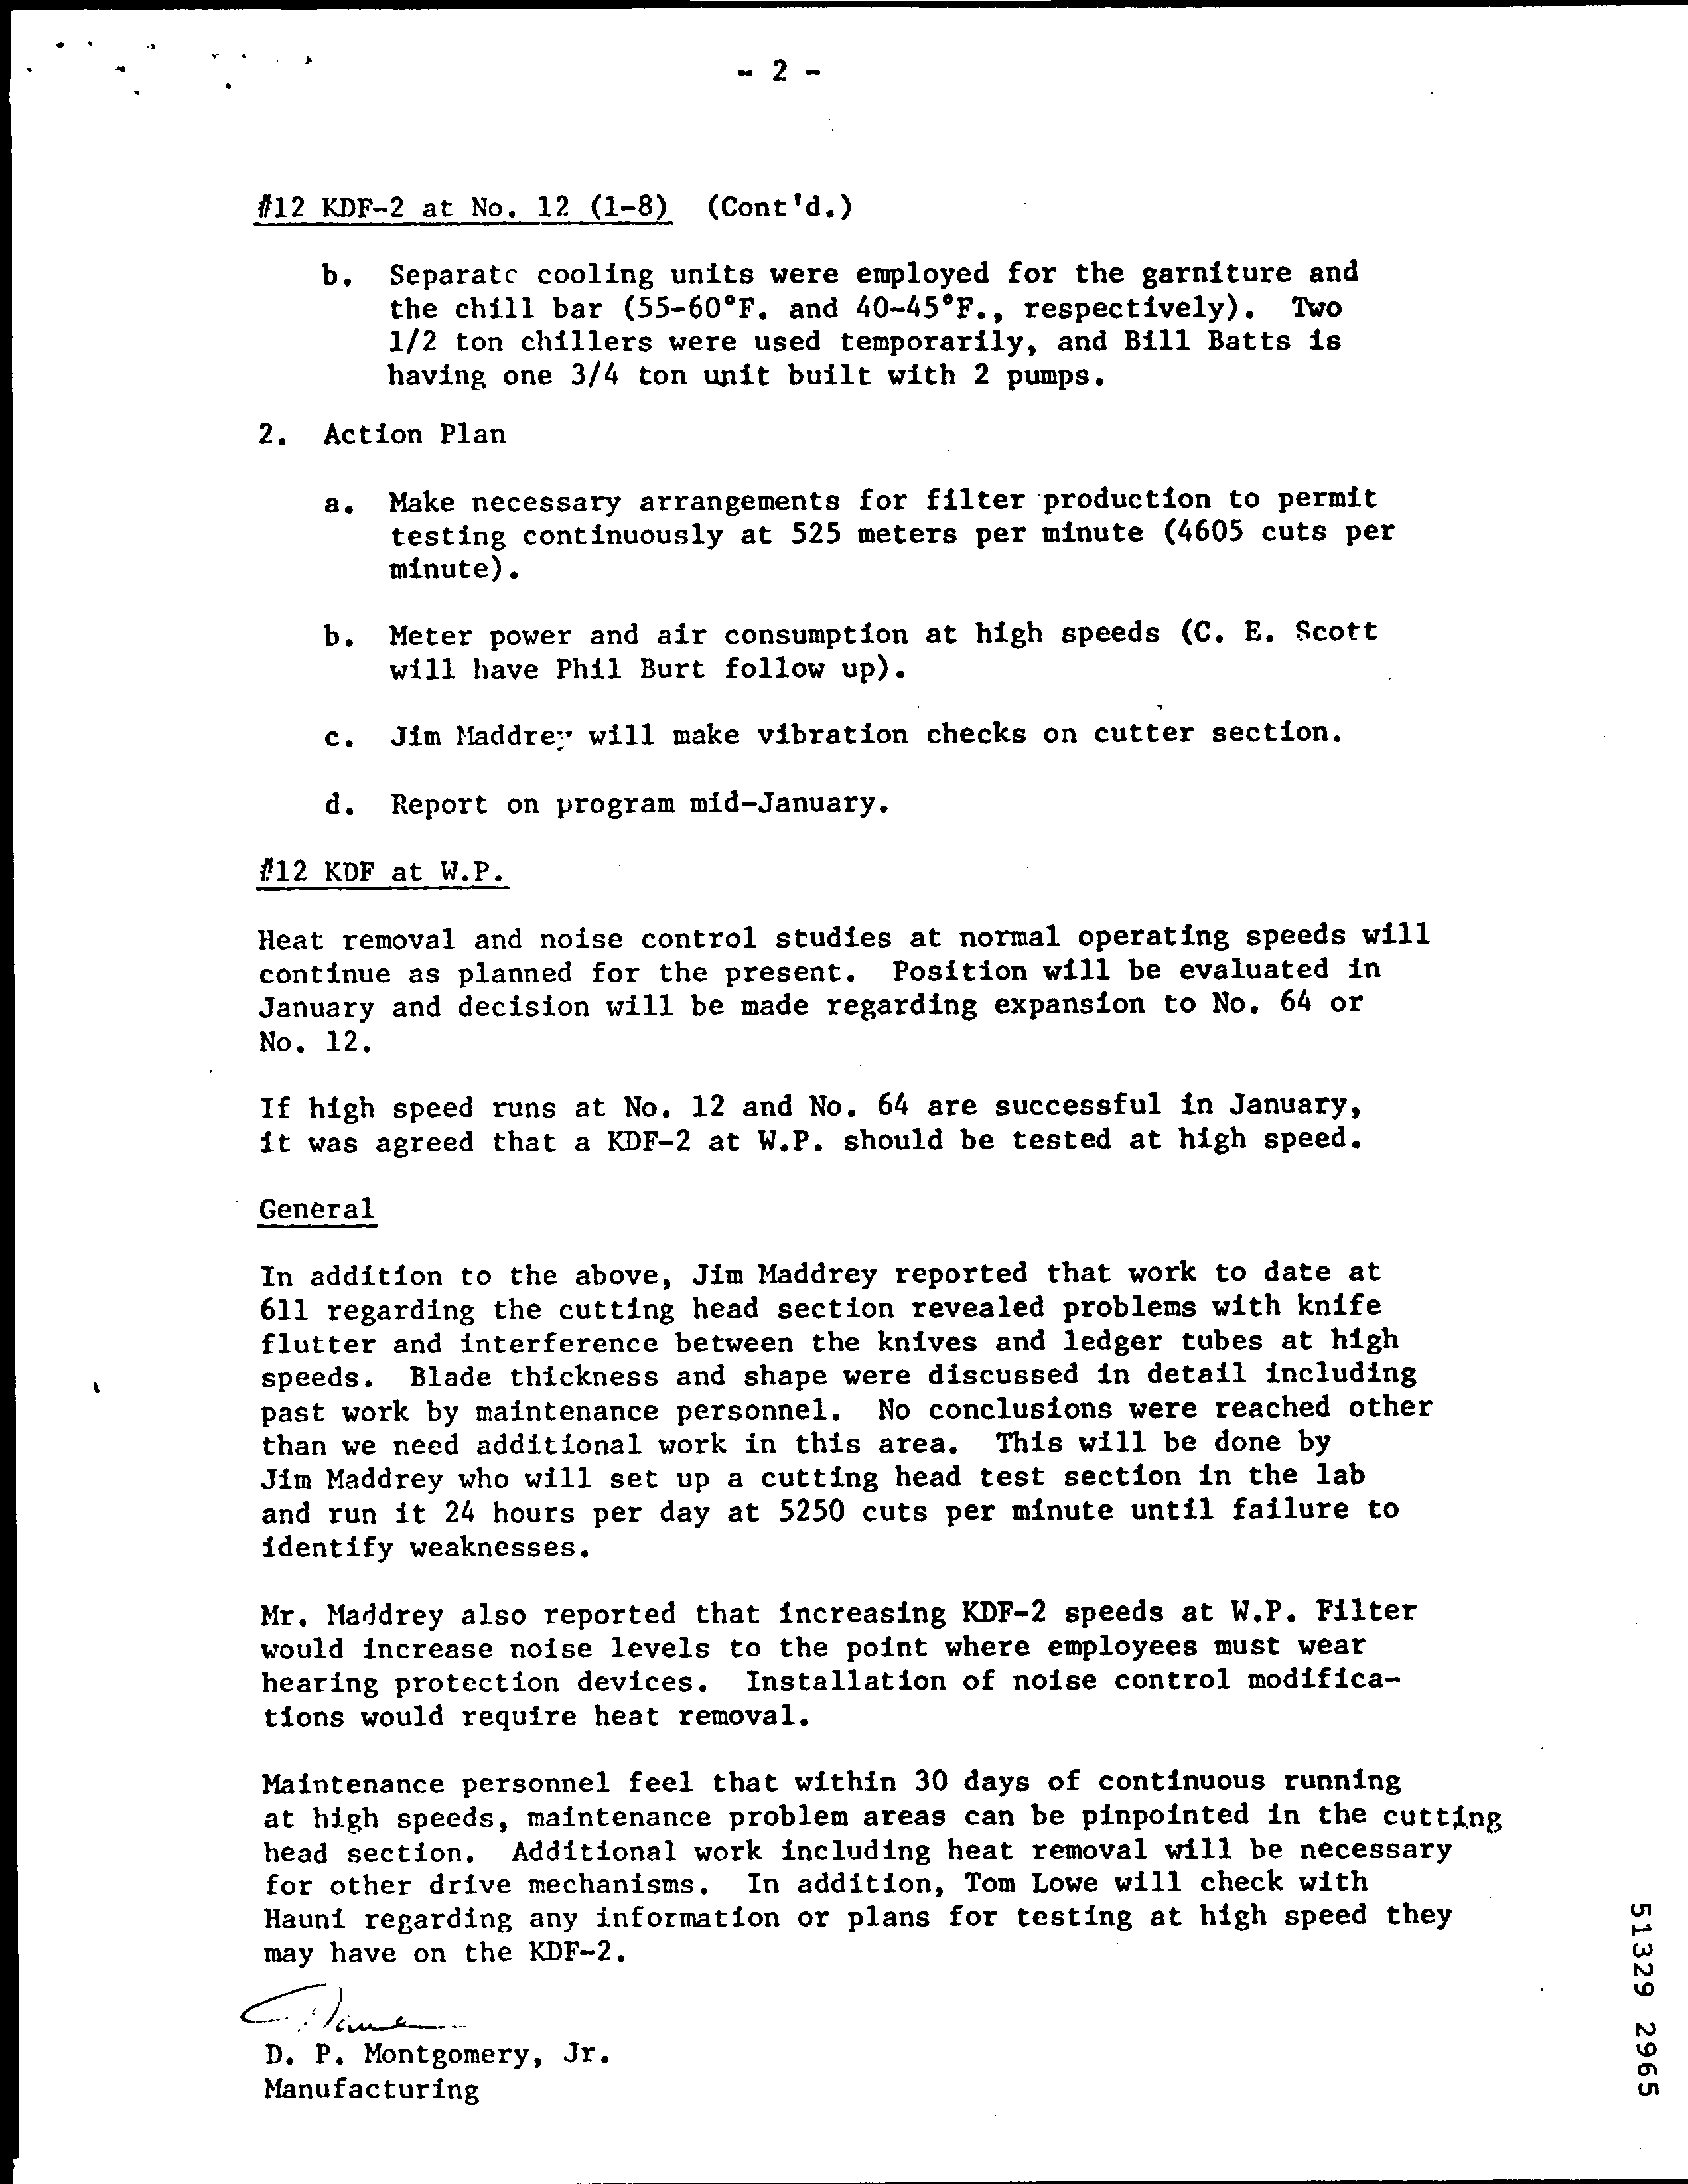 - 2 -
#12 KDF-2 at No. 12 (1-8) (Cont'd.)
b. Separate cooling units were employed for the garniture and
the chill bar (55-60°F. and 40-45°F., respectively). Two
1/2 ton chillers were used temporarily, and Bill Batts is
having one 3/4 ton unit built with 2 pumps.
2. Action Plan
a. Make necessary arrangements for filter production to permit
testing continuously at 525 meters per minute (4605 cuts per
minute).
b. Meter power and air consumption at high speeds (C. E. Scott
will have Phil Burt follow up).
c. Jim Maddrey will make vibration checks on cutter section.
d. Report on program mid-January.
#12 KDF at W.P.
Heat removal and noise control studies at normal operating speeds will
continue as planned for the present. Position will be evaluated in
January and decision will be made regarding expansion to No. 64 or
No. 12.
If high speed runs at No. 12 and No. 64 are successful in January,
it was agreed that a KDF-2 at W.P. should be tested at high speed.
General
In addition to the above, Jim Maddrey reported that work to date at
611 regarding the cutting head section revealed problems with knife
flutter and interference between the knives and ledger tubes at high
speeds. Blade thickness and shape were discussed in detail including
past work by maintenance personnel. No conclusions were reached other
than we need additional work in this area. This will be done by
Jim Maddrey who will set up a cutting head test section in the lab
and run it 24 hours per day at 5250 cuts per minute until failure to
identify weaknesses.
Mr. Maddrey also reported that increasing KDF-2 speeds at W.P. Filter
would increase noise levels to the point where employees must wear
hearing protection devices. Installation of noise control modifica-
tions would require heat removal.
Maintenance personnel feel that within 30 days of continuous running
at high speeds, maintenance problem areas can be pinpointed in the cutting
head section. Additional work including heat removal will be necessary
for other drive mechanisms. In addition, Tom Lowe will check with
Hauni regarding any information or plans for testing at high speed they
may have on the KDF-2.
D. P. Montgomery, Jr.
Manufacturing
51329 2965